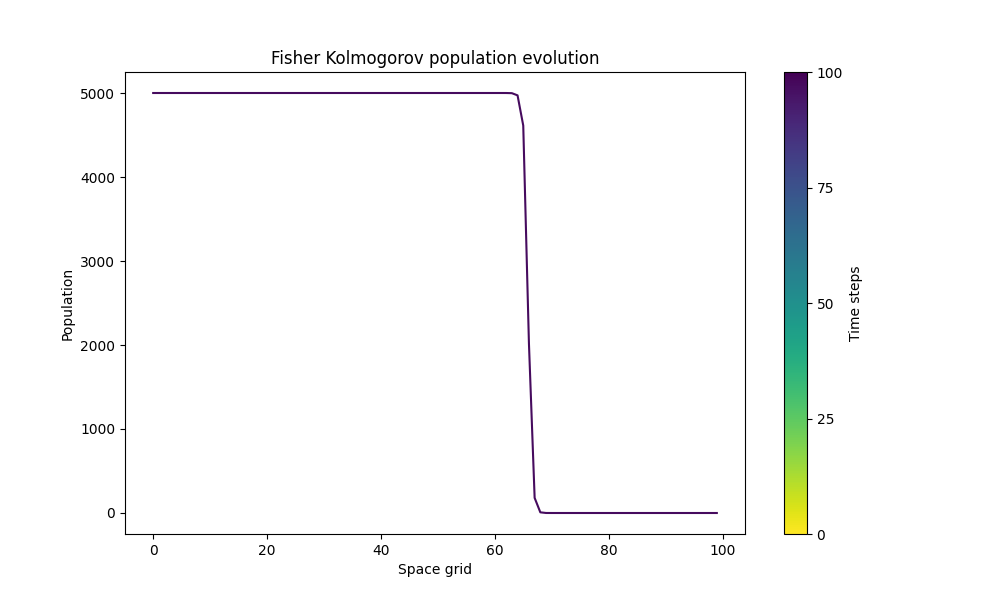 Fisher Kolmogorov population evolution
Population
5000
4000
3000
2000
1000
0
0 20 40 60 80 100
Space grid
100
75
50
25
0
Time steps